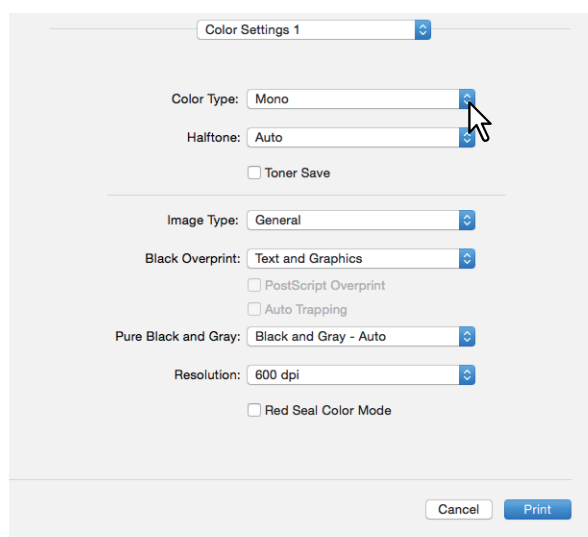 Color Settings 1
Color Type: Mono
Halftone: Auto
Toner Save
Image Type: General
Black Overprint: Text and Graphics
PostScript Overprint
Auto Trapping
Pure Black and Gray: Black and Gray - Auto
Resolution: 600 dpi
Red Seal Color Mode
Cancel Print